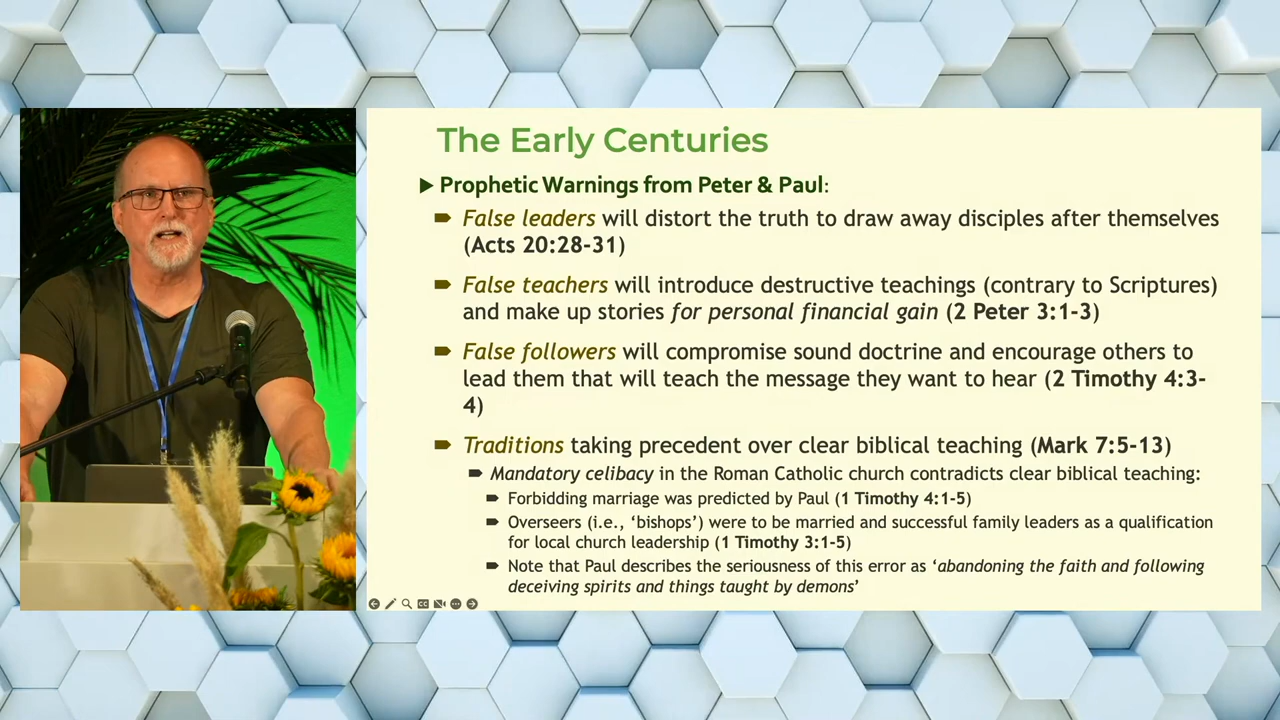 The Early Centuries
Prophetic Warnings from Peter & Paul:
False leaders will distort the truth to draw away disciples after themselves
(Acts 20:28-31)
False teachers will introduce destructive teachings (contrary to Scriptures)
and make up stories for personal financial gain (2 Peter 3:1-3)
False followers will compromise sound doctrine and encourage others to
lead them that will teach the message they want to hear (2 Timothy 4:3-
4)
Traditions taking precedent over clear biblical teaching (Mark 7:5-13)
Mandatory celibacy in the Roman Catholic church contradicts clear biblical teaching:
Forbidding marriage was predicted by Paul (1 Timothy 4:1-5)
Overseers (i.e., ‘bishops’) were to be married and successful family leaders as a qualification
for local church leadership (1 Timothy 3:1-5)
Note that Paul describes the seriousness of this error as ‘abandoning the faith and following
deceiving spirits and things taught by demons’